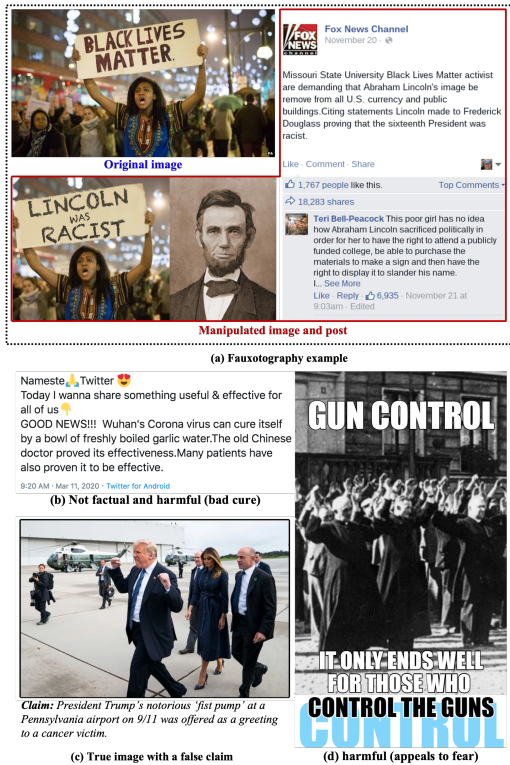 BLACK LIVES
MATTER.
Original image
LINCOLN
WAS
RACIST
FOX
NEWS
channel
Fox News Channel
November 20 ·
Missouri State University Black Lives Matter activist
are demanding that Abraham Lincoln's image be
remove from all U.S. currency and public
buildings.Citing statements Lincoln made to Frederick
Douglass proving that the sixteenth President was
racist.
Like · Comment · Share
1,767 people like this.
Top Comments
18,283 shares
Teri Bell-Peacock This poor girl has no idea
how Abraham Lincoln sacrificed politically in
order for her to have the right to attend a publicly
funded college, be able to purchase the
materials to make a sign and then have the
right to display it to slander his name.
I... See More
Like · Reply · 6,935 · November 21 at
9:03am · Edited
Manipulated image and post
(a) Fauxotography example
Nameste🙏Twitter 😍
Today I wanna share something useful & effective for
all of us👇
GOOD NEWS!!! Wuhan's Corona virus can cure itself
by a bowl of freshly boiled garlic water.The old Chinese
doctor proved its effectiveness.Many patients have
also proven it to be effective.
9:20 AM · Mar 11, 2020 · Twitter for Android
(b) Not factual and harmful (bad cure)
Claim: President Trump's notorious 'fist pump' at a
Pennsylvania airport on 9/11 was offered as a greeting
to a cancer victim.
(c) True image with a false claim
GUN CONTROL
IT ONLY ENDS WELL
FOR THOSE WHO
CONTROL THE GUNS
CONTROL
(d) harmful (appeals to fear)